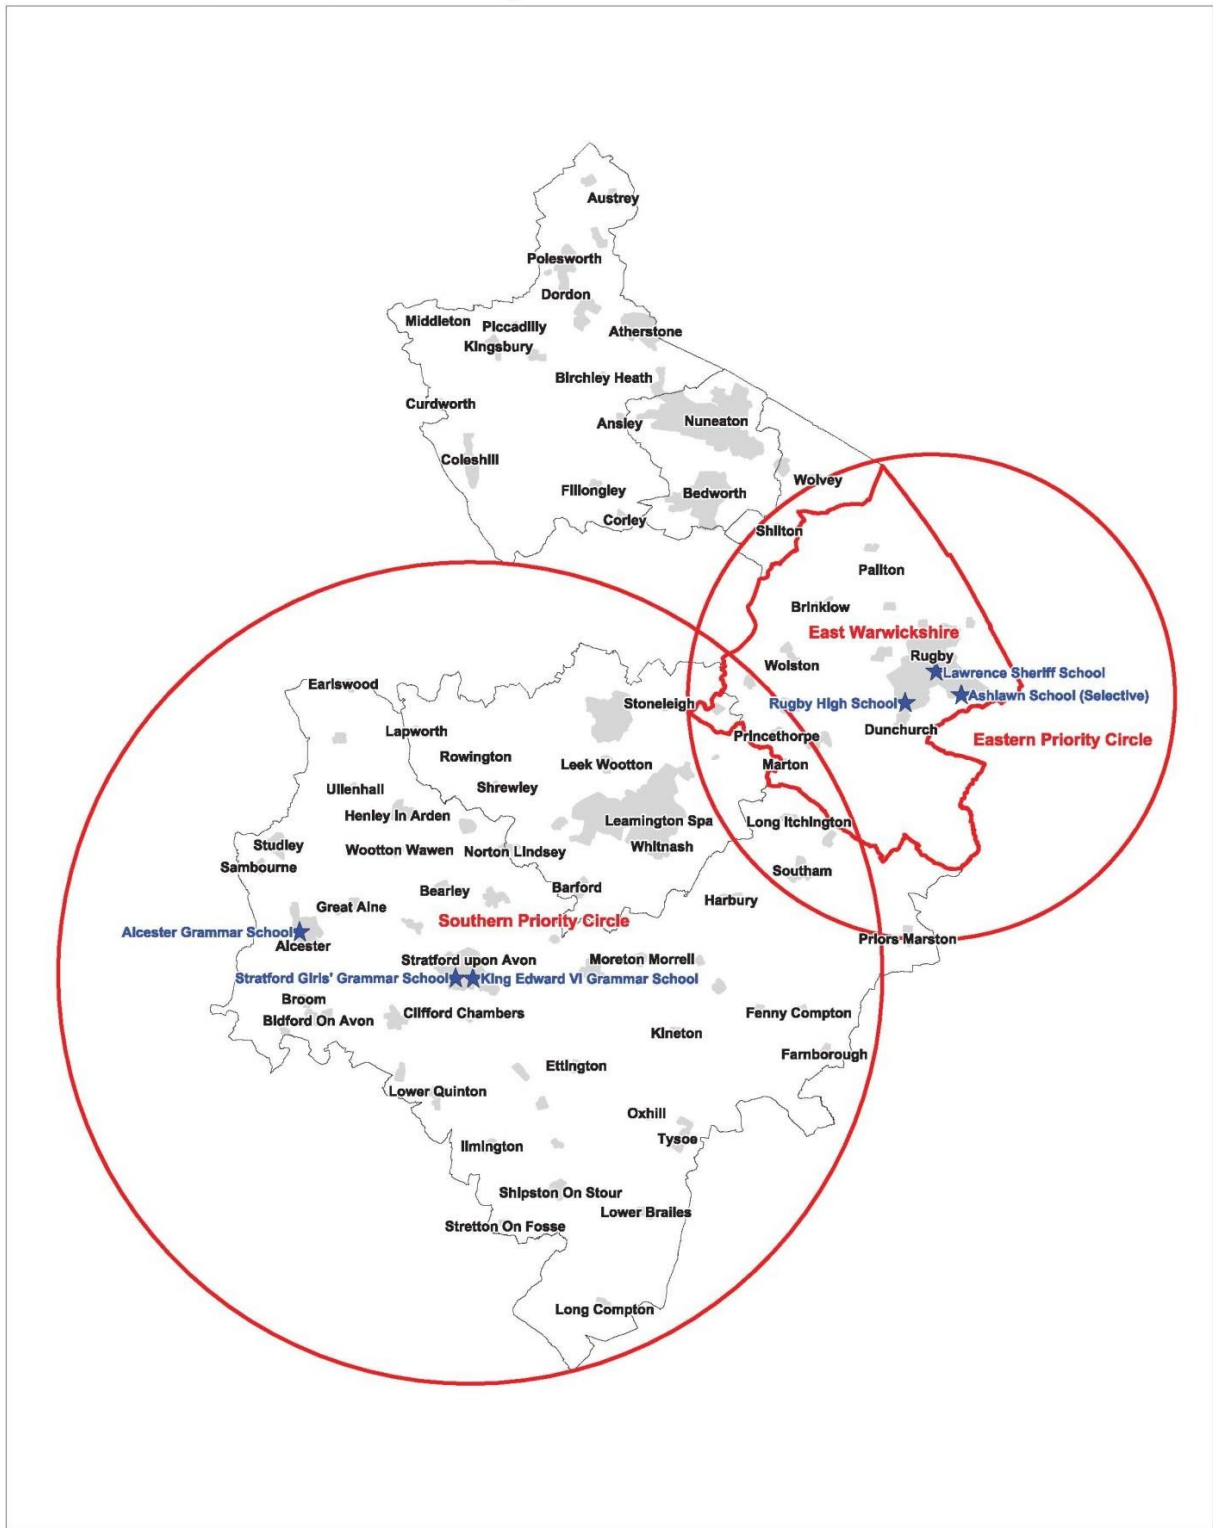 Austrey
Polesworth
Dordon
Middleton
Piccadilly
Kingsbury
Atherstone
Birchley Heath
Curdworth
Ansley
Nuneaton
Coleshill
Fillongley
Bedworth
Wolvey
Corley
Shilton
Pailton
Brinklow
East Warwickshire
Rugby
Wolston
Lawrence Sheriff School
Earlswood
Ashlawn School (Selective)
Stoneleigh
Rugby High School
Lapworth
Princethorpe
Dunchurch
Eastern Priority Circle
Rowington
Leek Wootton
Marton
Ullenhall
Shrewley
Henley In Arden
Leamington Spa
Long Itchington
Studley
Wootton Wawen
Norton Lindsey
Whitnash
Sambourne
Southam
Bearley
Barford
Harbury
Great Alne
Southern Priority Circle
Alcester Grammar School
Alcester
Priors Marston
Stratford upon Avon
Moreton Morrell
Stratford Girls' Grammar School
King Edward VI Grammar School
Broom
Bidford On Avon
Clifford Chambers
Fenny Compton
Kineton
Farnborough
Ettington
Lower Quinton
Oxhill
Tysoe
Ilmington
Shipston On Stour
Lower Brailes
Stretton On Fosse
Long Compton